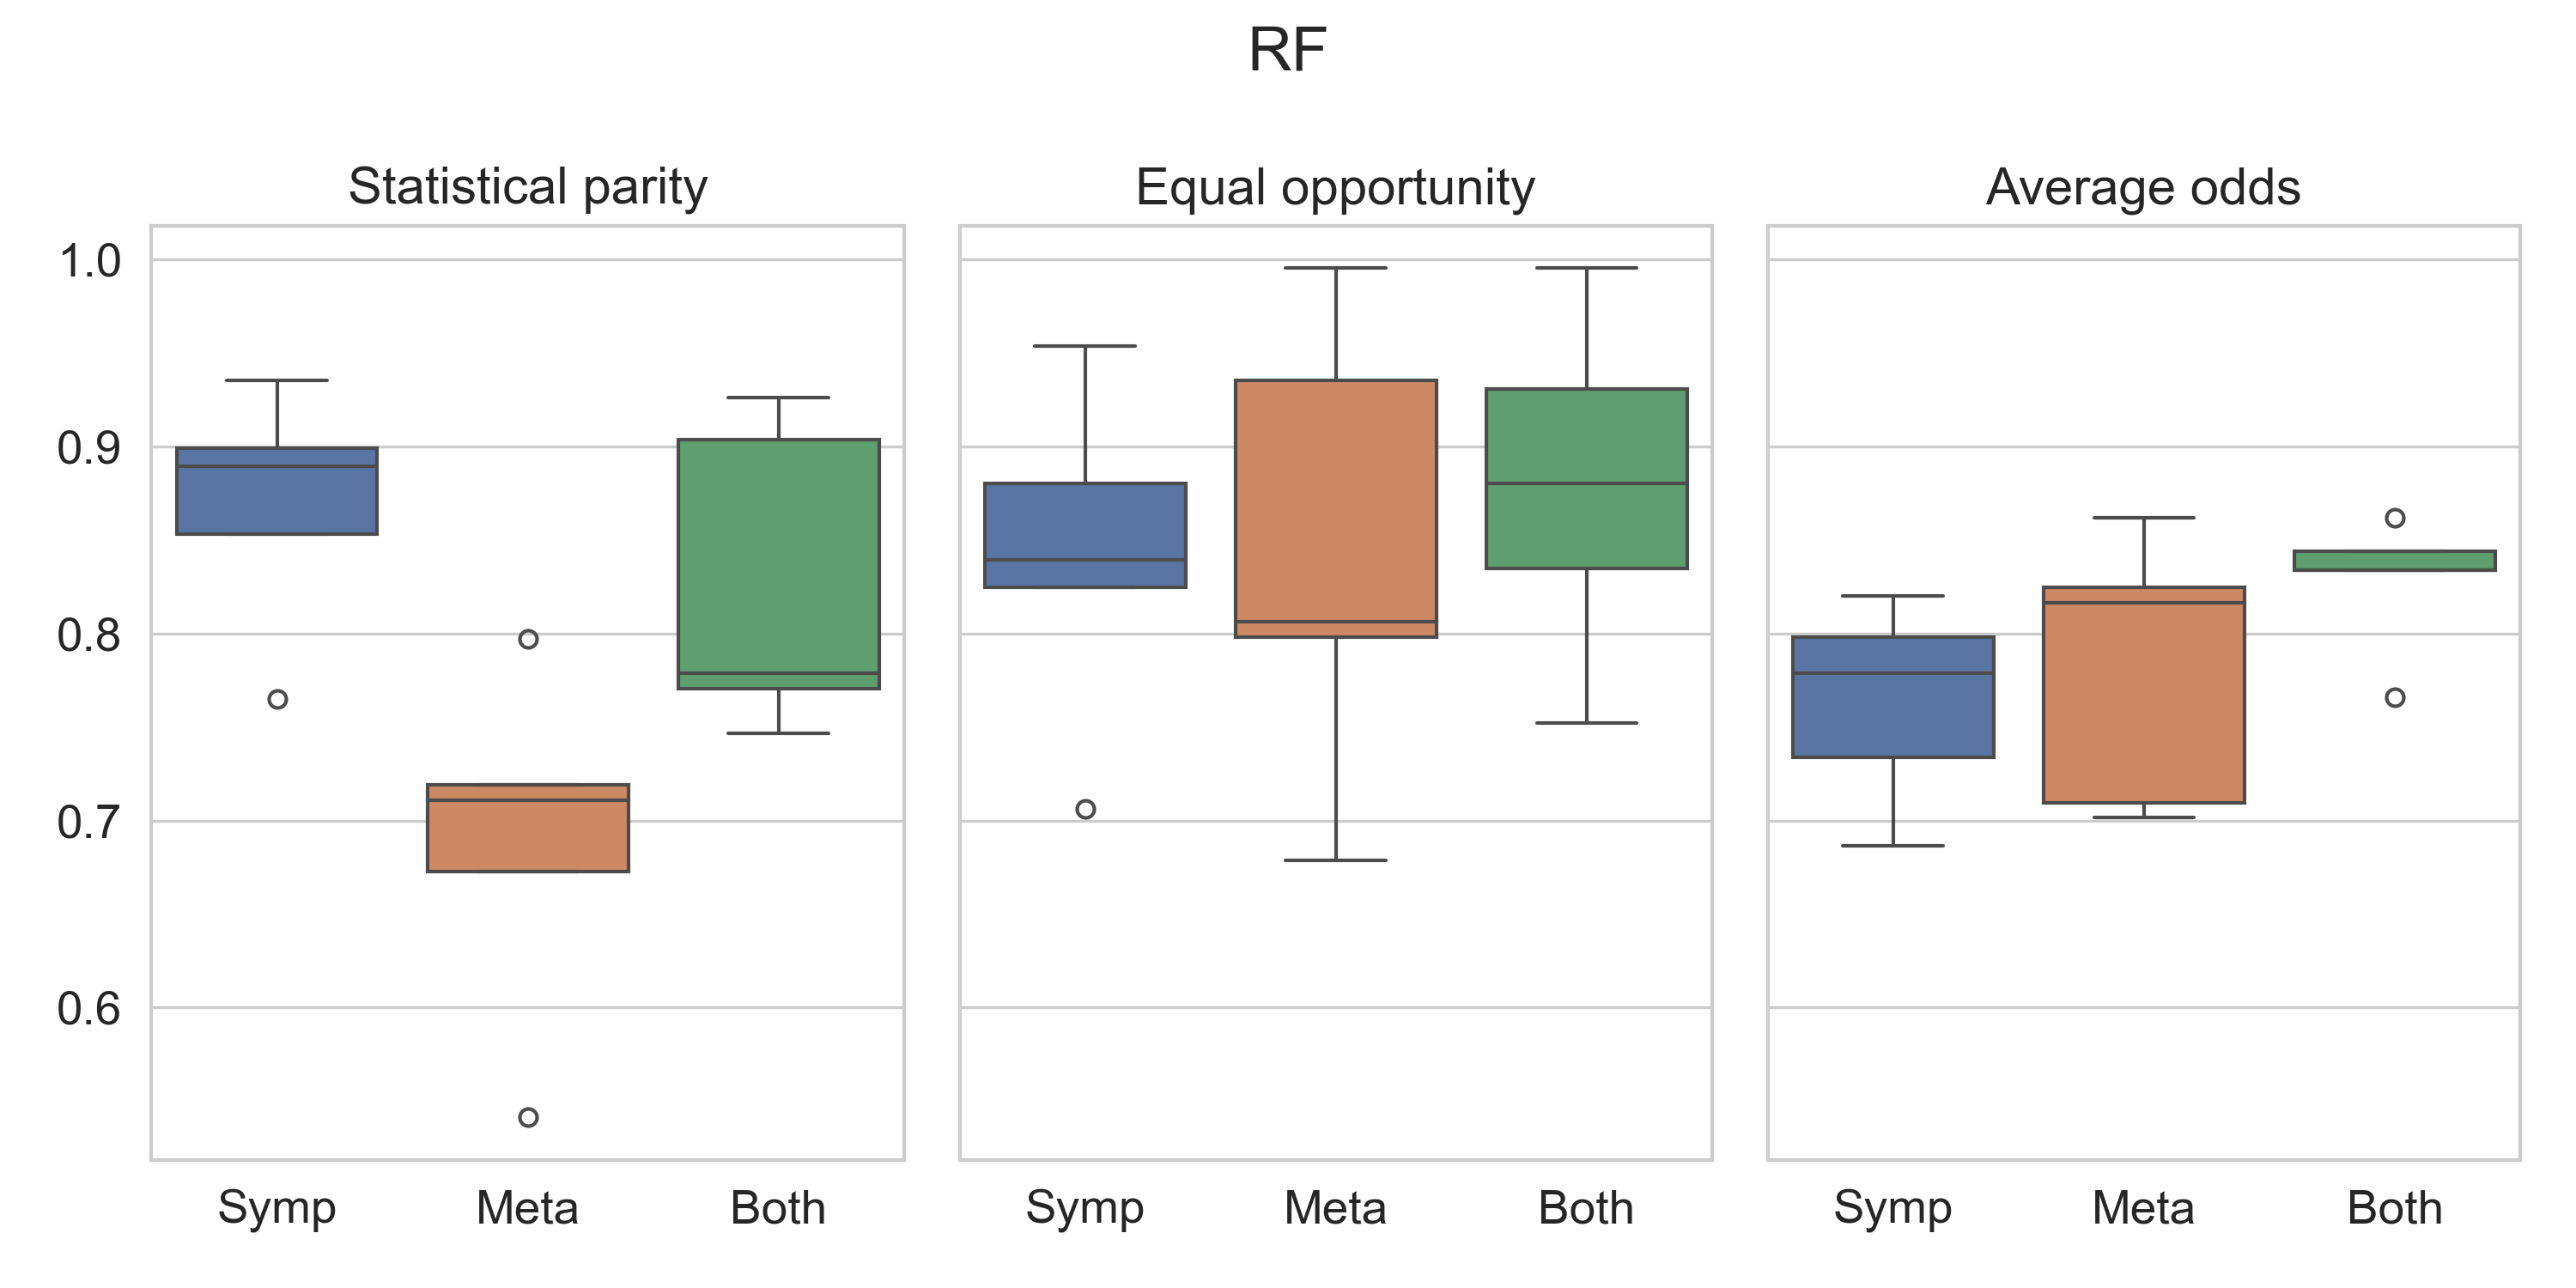 RF
Statistical parity
Equal opportunity
Average odds
1.0
0.9
0.8
0.7
0.6
Symp Meta Both
Symp Meta Both
Symp Meta Both